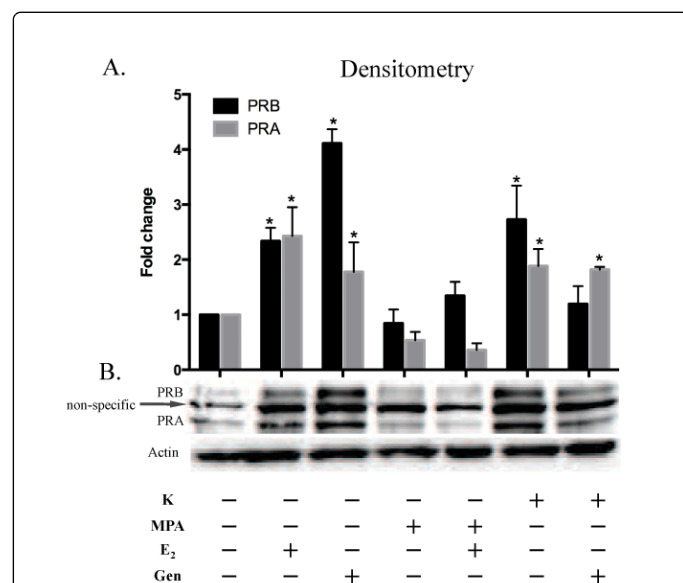 A. Densitometry
5
PRB
PRA
4
3
2
1
0
Fold change
* * * * * * *
B.
PRB
non-specific
PRA
Actin
K − − − − − + +
MPA − − − + + − −
E2 − + − − + − −
Gen − − + − − − +